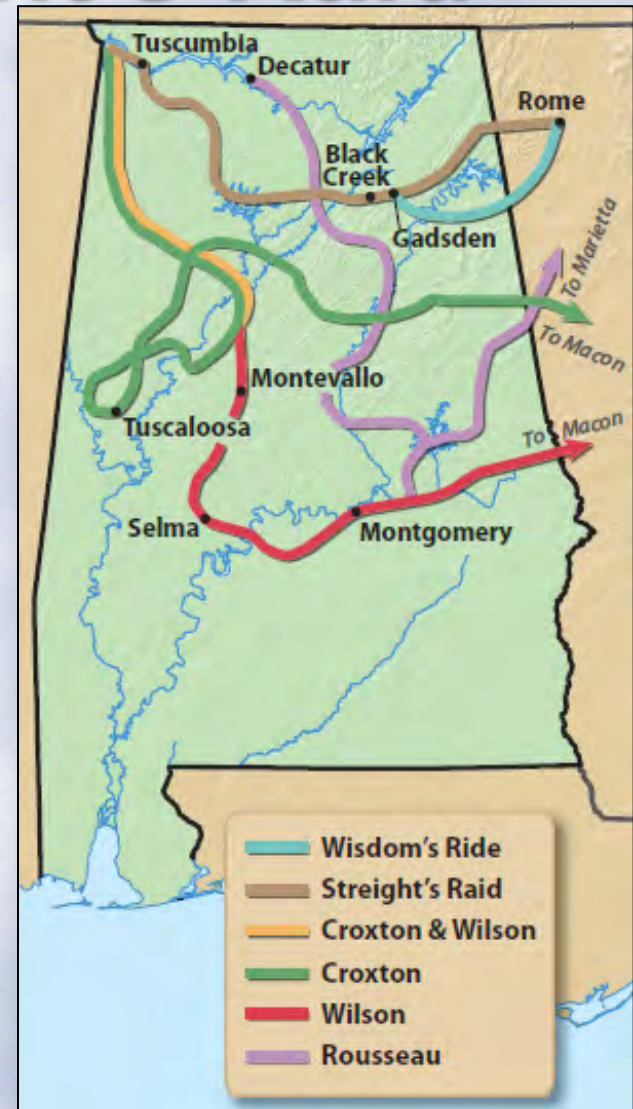 Tuscumbia
Decatur
Rome
Black
Creek
Gadsden
To Marietta
To Macon
Montevallo
Tuscaloosa
To Macon
Selma
Montgomery
Wisdom's Ride
Streight's Raid
Croxton & Wilson
Croxton
Wilson
Rousseau